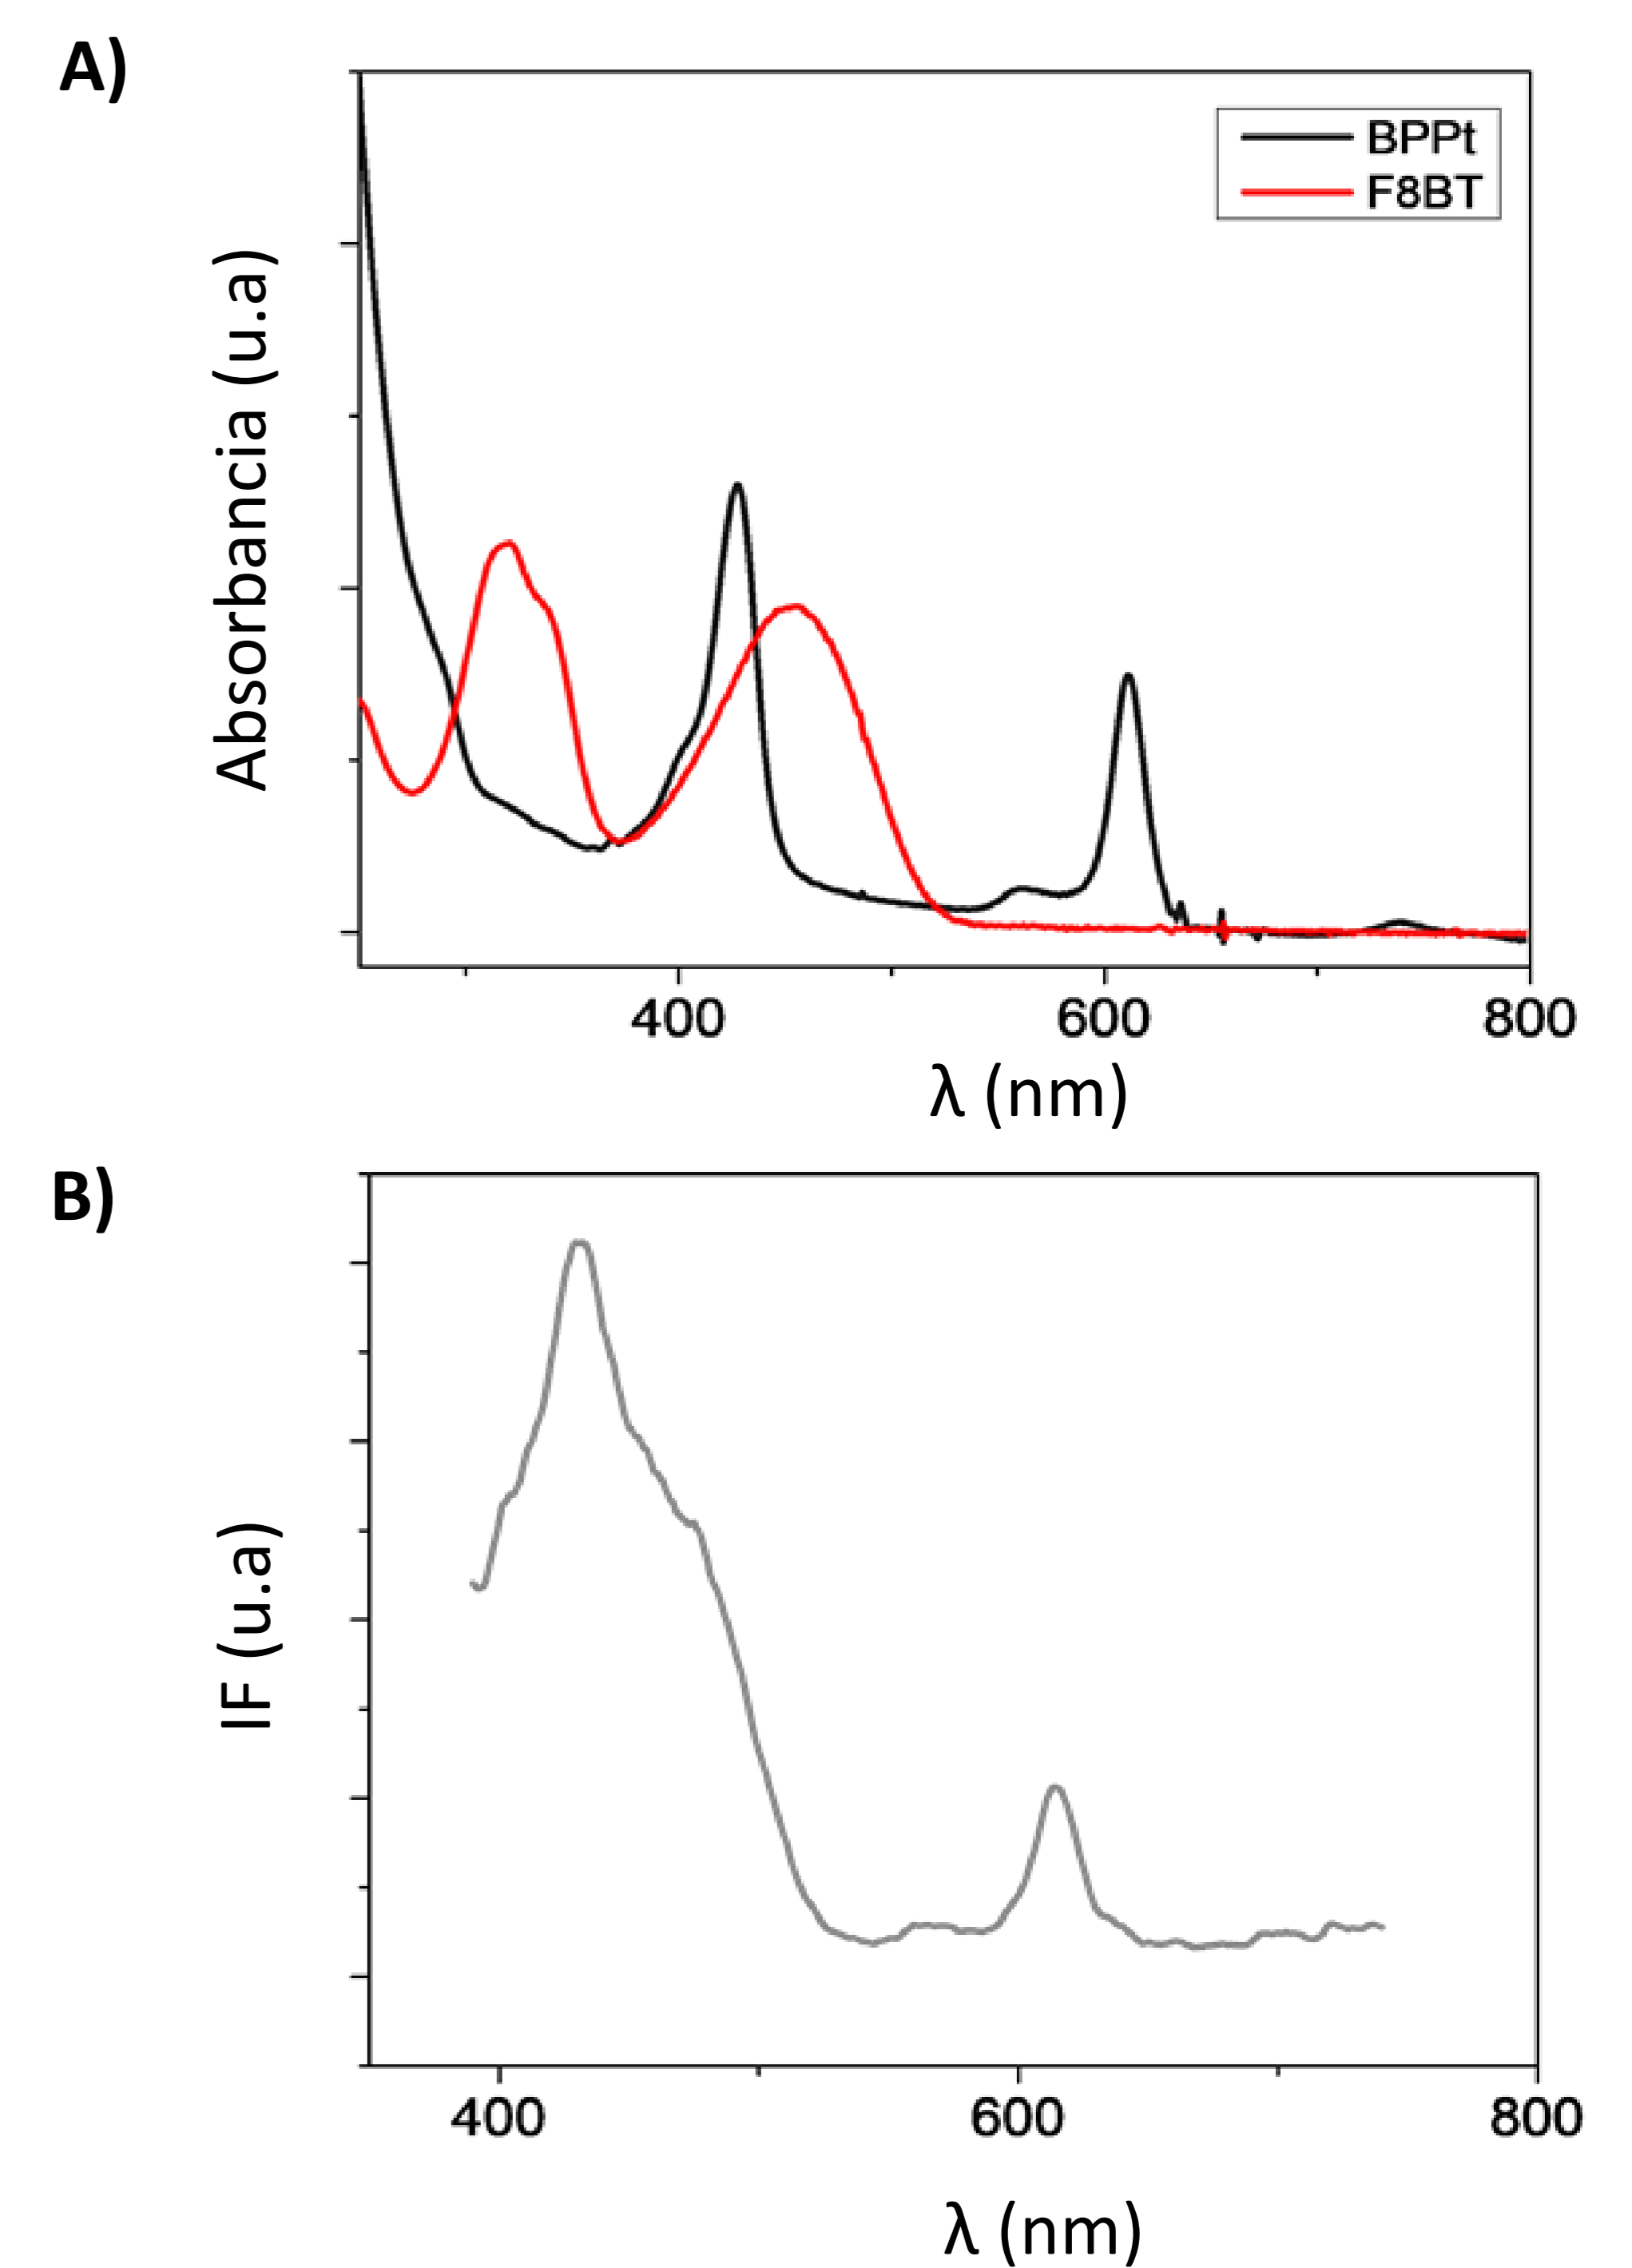 A)
BPPt
F8BT
Absorbancia (u.a)
400 600 800
λ (nm)
B)
IF (u.a)
400 600 800
λ (nm)